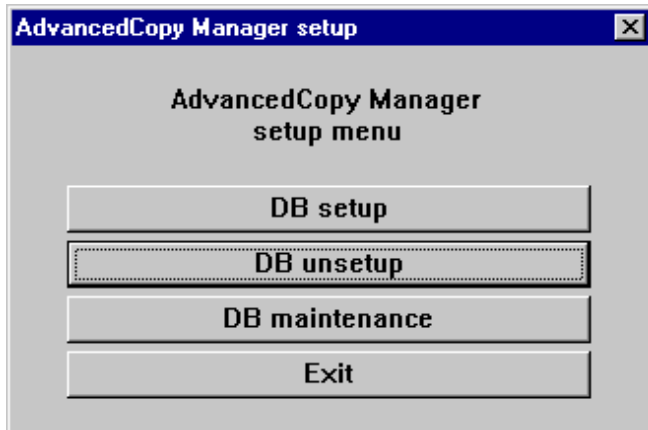 AdvancedCopy Manager setup
AdvancedCopy Manager
setup menu
DB setup
DB unsetup
DB maintenance
Exit